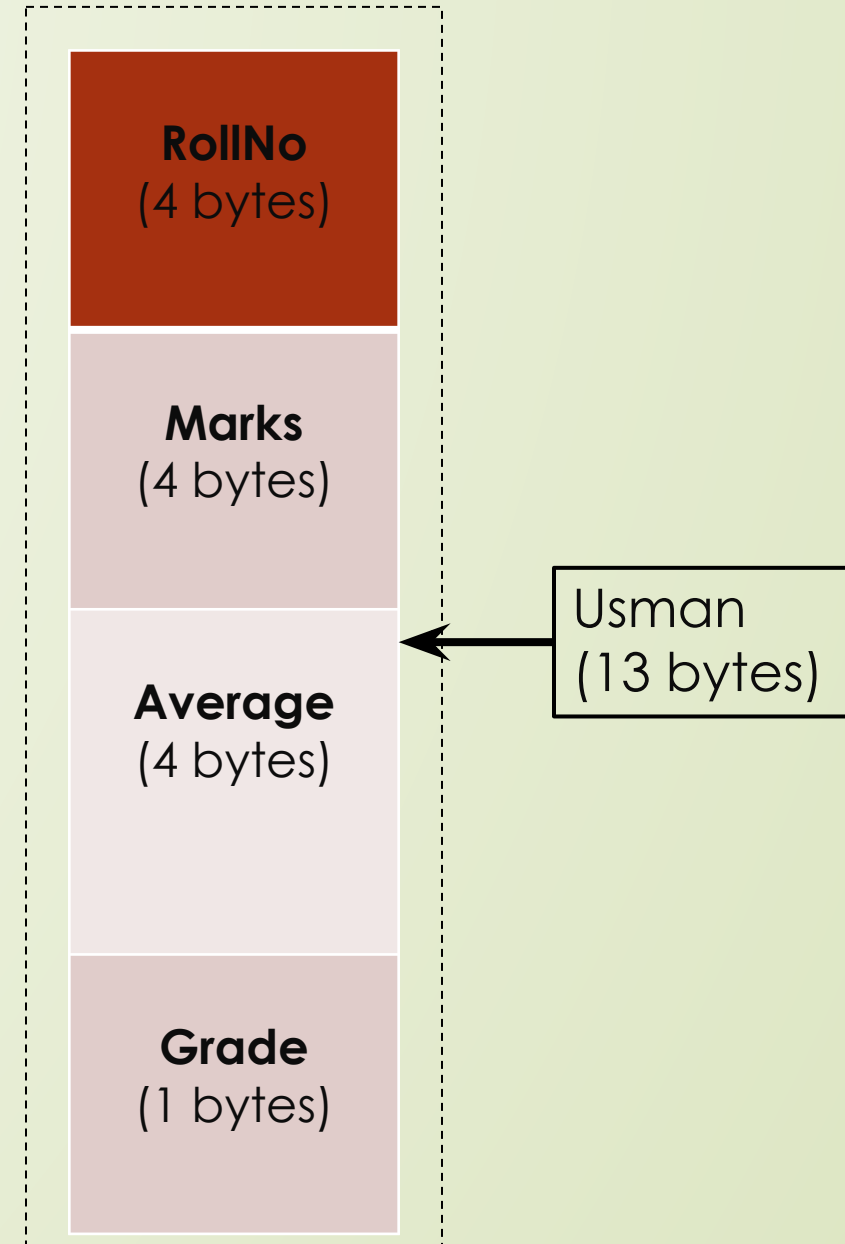 RollNo
(4 bytes)
Marks
(4 bytes)
Average
(4 bytes)
Usman
(13 bytes)
Grade
(1 bytes)